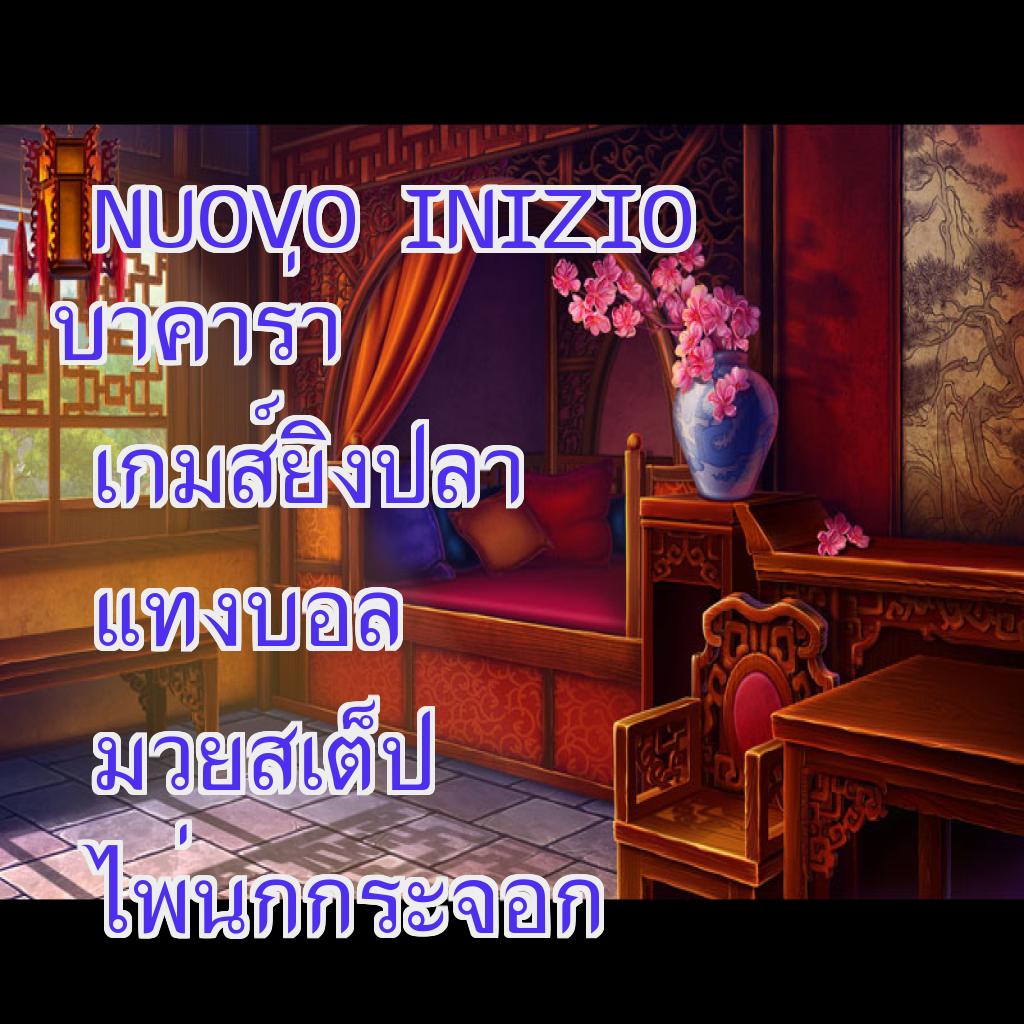 NUOVO INIZIO
บาคาร่า
เกมส์ยิงปลา
แทงบอล
มวยสเต็ป
ไพ่นกกระจอก